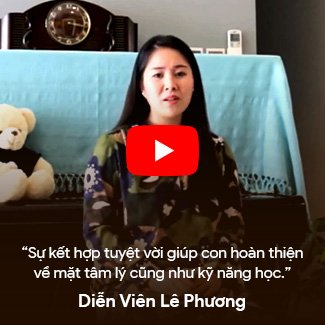 “Sự kết hợp tuyệt vời giúp con hoàn thiện
về mặt tâm lý cũng như kỹ năng học.”
Diễn Viên Lê Phương